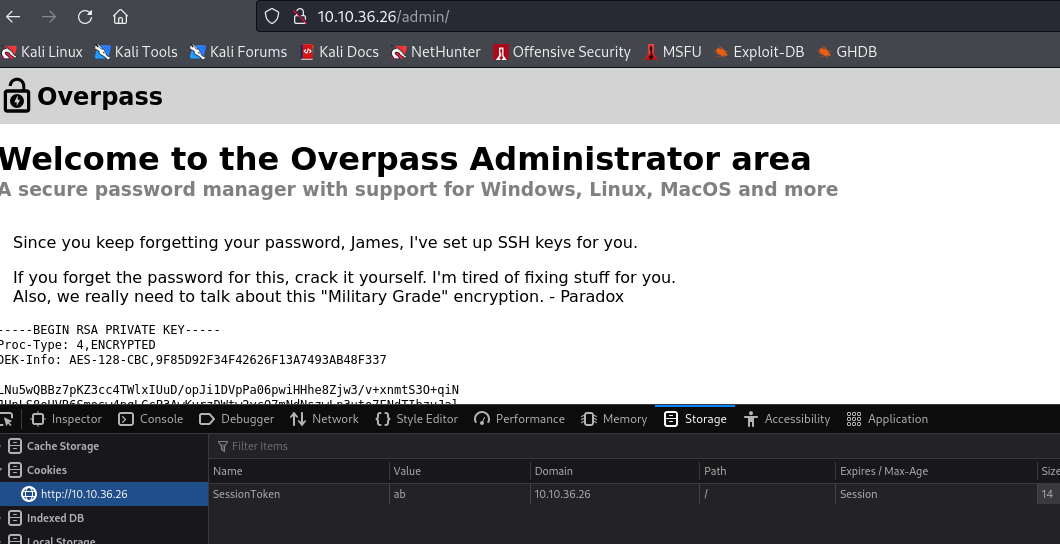 10.10.36.26/admin/
Kali Linux Kali Tools Kali Forums Kali Docs NetHunter Offensive Security MSFU Exploit-DB GHDB
Overpass
Welcome to the Overpass Administrator area
A secure password manager with support for Windows, Linux, MacOS and more
Since you keep forgetting your password, James, I've set up SSH keys for you.
If you forget the password for this, crack it yourself. I'm tired of fixing stuff for you.
Also, we really need to talk about this "Military Grade" encryption. - Paradox
-----BEGIN RSA PRIVATE KEY-----
Proc-Type: 4,ENCRYPTED
DEK-Info: AES-128-CBC,9F85D92F34F42626F13A7493AB48F337
LNu5wQBBz7pKZ3cc4TWlxIUuD/opJi1DVpPa06pwiHHhe8Zjw3/v+xnmtS3O+qiN
Inspector Console Debugger Network Style Editor Performance Memory Storage Accessibility Application
Cache Storage
Filter Items
Cookies
Name Value Domain Path Expires / Max-Age Size
http://10.10.36.26
SessionToken ab 10.10.36.26 / Session 14
Indexed DB
Local Storage